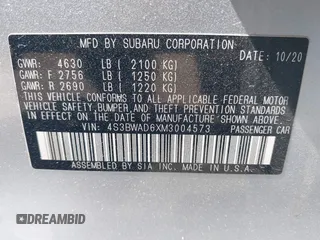 MFD BY SUBARU CORPORATION
DATE: 10/20
GVWR: 4630 LB ( 2100 KG)
GAWR: F 2756 LB ( 1250 KG)
GAWR: R 2690 LB ( 1220 KG)
THIS VEHICLE CONFORMS TO ALL APPLICABLE FEDERAL MOTOR
VEHICLE SAFETY, BUMPER, AND THEFT PREVENTION STANDARDS
IN EFFECT ON THE DATE OF MANUFACTURE SHOWN ABOVE.
VIN: 4S3BWAD6XM3004573
PASSENGER CAR
ASSEMBLED BY SIA INC. MADE IN U.S.A.
DREAMBID